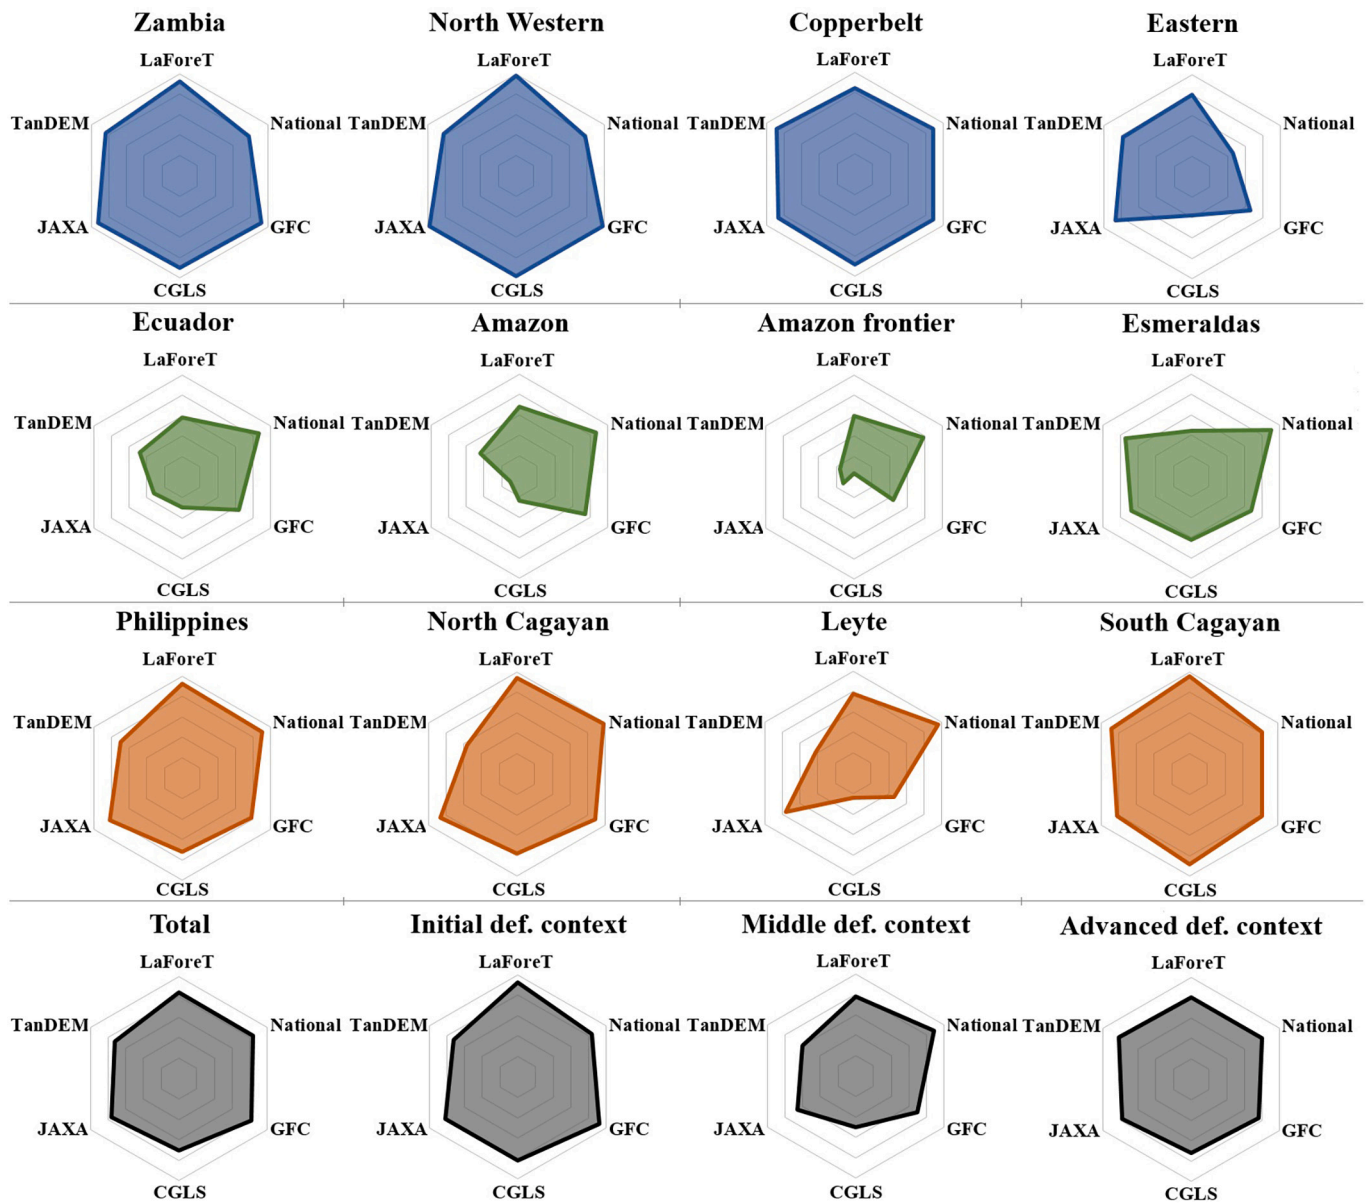 Zambia North Western Copperbelt Eastern
LaForeT LaForeT LaForeT LaForeT
TanDEM National TanDEM National TanDEM National TanDEM National
JAXA GFC JAXA GFC JAXA GFC JAXA GFC
CGLS CGLS CGLS CGLS
Ecuador Amazon Amazon frontier Esmeraldas
LaForeT LaForeT LaForeT LaForeT
TanDEM National TanDEM National TanDEM National TanDEM National
JAXA GFC JAXA GFC JAXA GFC JAXA GFC
CGLS CGLS CGLS CGLS
Philippines North Cagayan Leyte South Cagayan
LaForeT LaForeT LaForeT LaForeT
TanDEM National TanDEM National TanDEM National TanDEM National
JAXA GFC JAXA GFC JAXA GFC JAXA GFC
CGLS CGLS CGLS CGLS
Total Initial def. context Middle def. context Advanced def. context
LaForeT LaForeT LaForeT LaForeT
TanDEM National TanDEM National TanDEM National TanDEM National
JAXA GFC JAXA GFC JAXA GFC JAXA GFC
CGLS CGLS CGLS CGLS